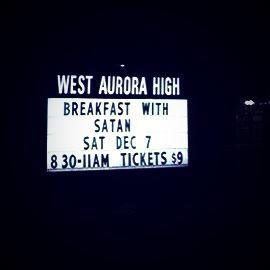 WEST AURORA HIGH
BREAKFAST WITH
SATAN
SAT DEC 7
8 30-11AM TICKETS $9